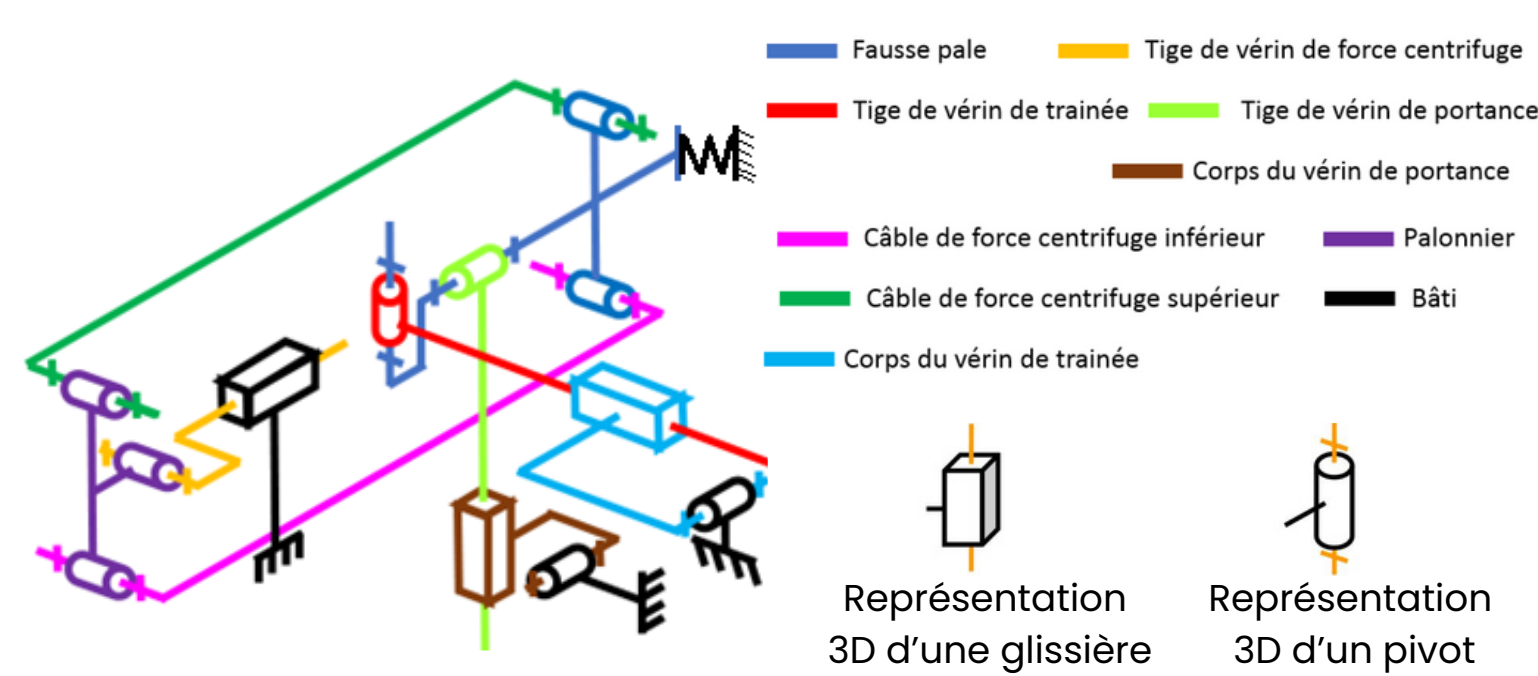 Fausse pale
Tige de vérin de force centrifuge
Tige de vérin de trainée
Tige de vérin de portance
Corps du vérin de portance
Câble de force centrifuge inférieur
Palonnier
Câble de force centrifuge supérieur
Bâti
Corps du vérin de trainée
Représentation
3D d'une glissière
Représentation
3D d'un pivot